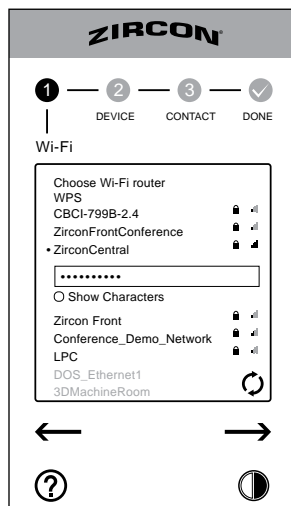 ZIRCON
1 2 3
DEVICE CONTACT DONE
Wi-Fi
Choose Wi-Fi router
WPS
CBCI-799B-2.4
ZirconFrontConference
• ZirconCentral
••••••••••
Show Characters
Zircon Front
Conference_Demo_Network
LPC
DOS_Ethernet1
3DMachineRoom
?